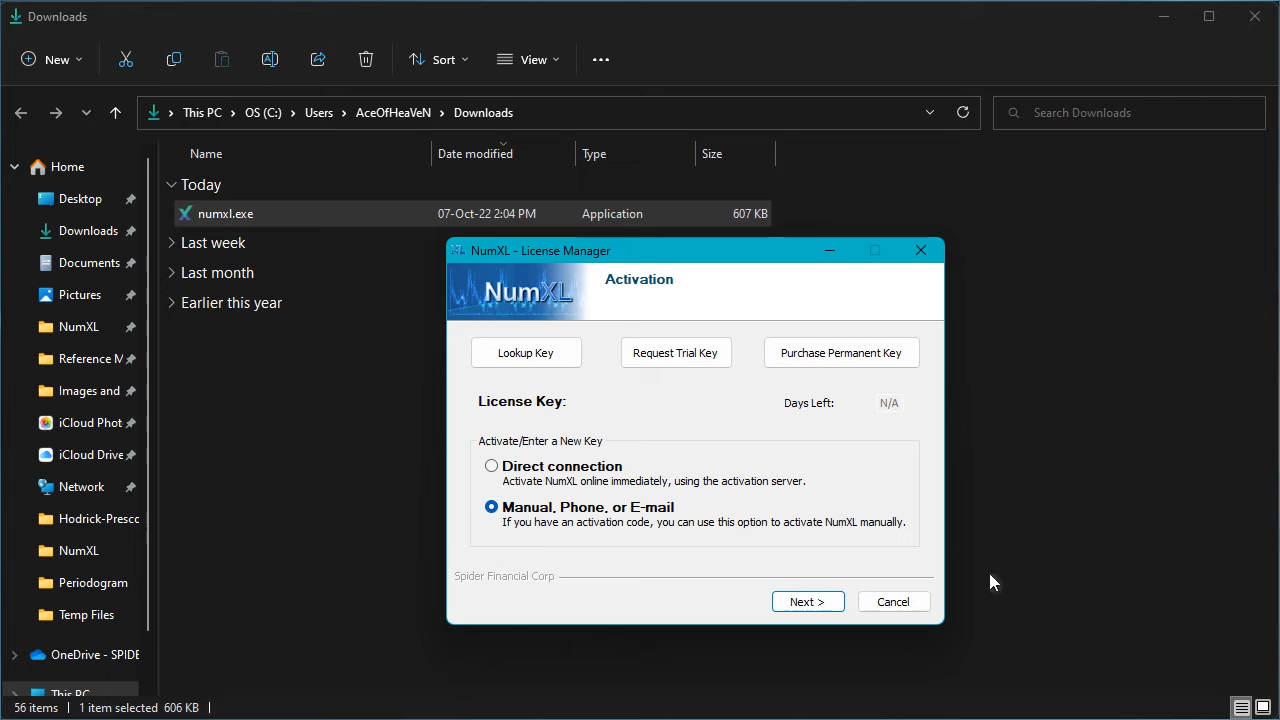 Downloads
New
Sort
View
This PC
OS (C:)
Users
AceOfHeaVeN
Downloads
Search Downloads
Name
Date modified
Type
Size
Home
Desktop
Downloads
Documents
Pictures
NumXL
Reference M
Images and
iCloud Phot
iCloud Drive
Network
Hodrick-Presco
NumXL
Periodogram
Temp Files
OneDrive - SPIDE
This PC
Today
numxl.exe
07-Oct-22 2:04 PM
Application
607 KB
Last week
Last month
Earlier this year
XL NumXL - License Manager
NumXL
Activation
Lookup Key
Request Trial Key
Purchase Permanent Key
License Key:
Days Left:
N/A
Activate/Enter a New Key
Direct connection
Activate NumXL online immediately, using the activation server.
Manual, Phone, or E-mail
If you have an activation code, you can use this option to activate NumXL manually.
Spider Financial Corp
Next >
Cancel
56 items
1 item selected 606 KB